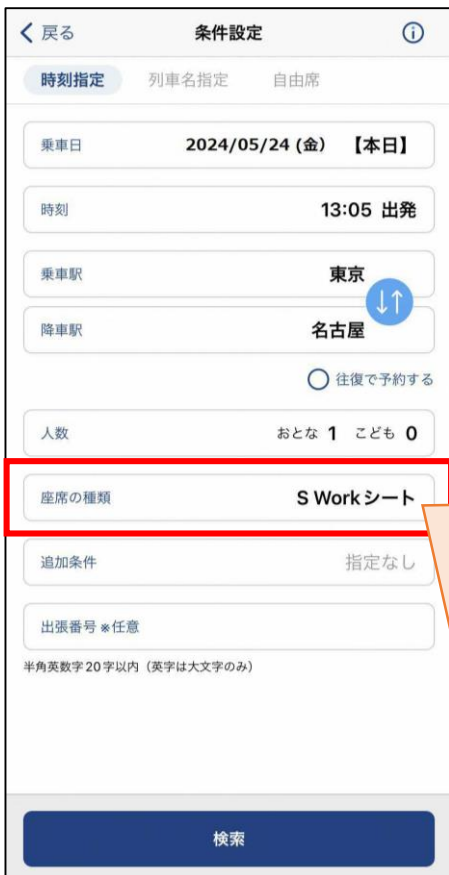 戻る 条件設定
時刻指定 列車名指定 自由席
乗車日 2024/05/24 (金) 【本日】
時刻 13:05 出発
乗車駅 東京
降車駅 名古屋
往復で予約する
人数 おとな 1 こども 0
座席の種類 S Work シート
追加条件 指定なし
出張番号 ※任意
半角英数字20字以内（英字は大文字のみ）
検索